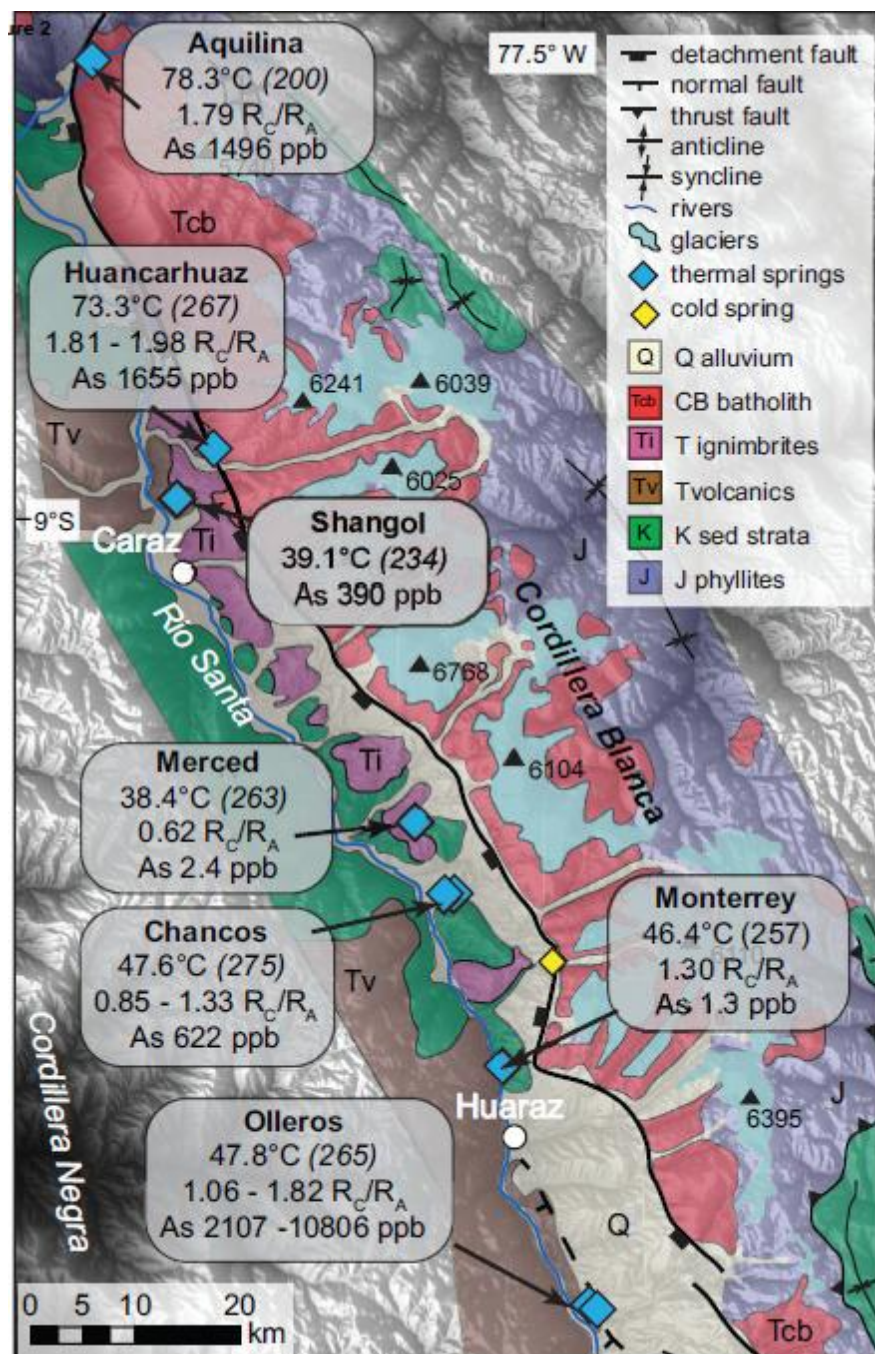 ure 2
Aquilina
78.3°C (200)
1.79 RC/RA
As 1496 ppb
77.5° W
detachment fault
normal fault
thrust fault
anticline
syncline
rivers
glaciers
thermal springs
cold spring
Q Q alluvium
Tcb CB batholith
Ti T ignimbrites
Tv Tvolcanics
K K sed strata
J J phyllites
Tcb
Huancarhuaz
73.3°C (267)
1.81 - 1.98 RC/RA
As 1655 ppb
6241
6039
Tv
6025
9°S
Caraz
Ti
Shangol
39.1°C (234)
As 390 ppb
J
Rio Santa
6768
Cordillera Blanca
Merced
38.4°C (263)
0.62 RC/RA
As 2.4 ppb
Ti
6104
Chancos
47.6°C (275)
0.85 - 1.33 RC/RA
As 622 ppb
Tv
Monterrey
46.4°C (257)
1.30 RC/RA
As 1.3 ppb
Cordillera Negra
Huaraz
6395
J
Olleros
47.8°C (265)
1.06 - 1.82 RC/RA
As 2107 -10806 ppb
Q
0 10 20
km
Tcb